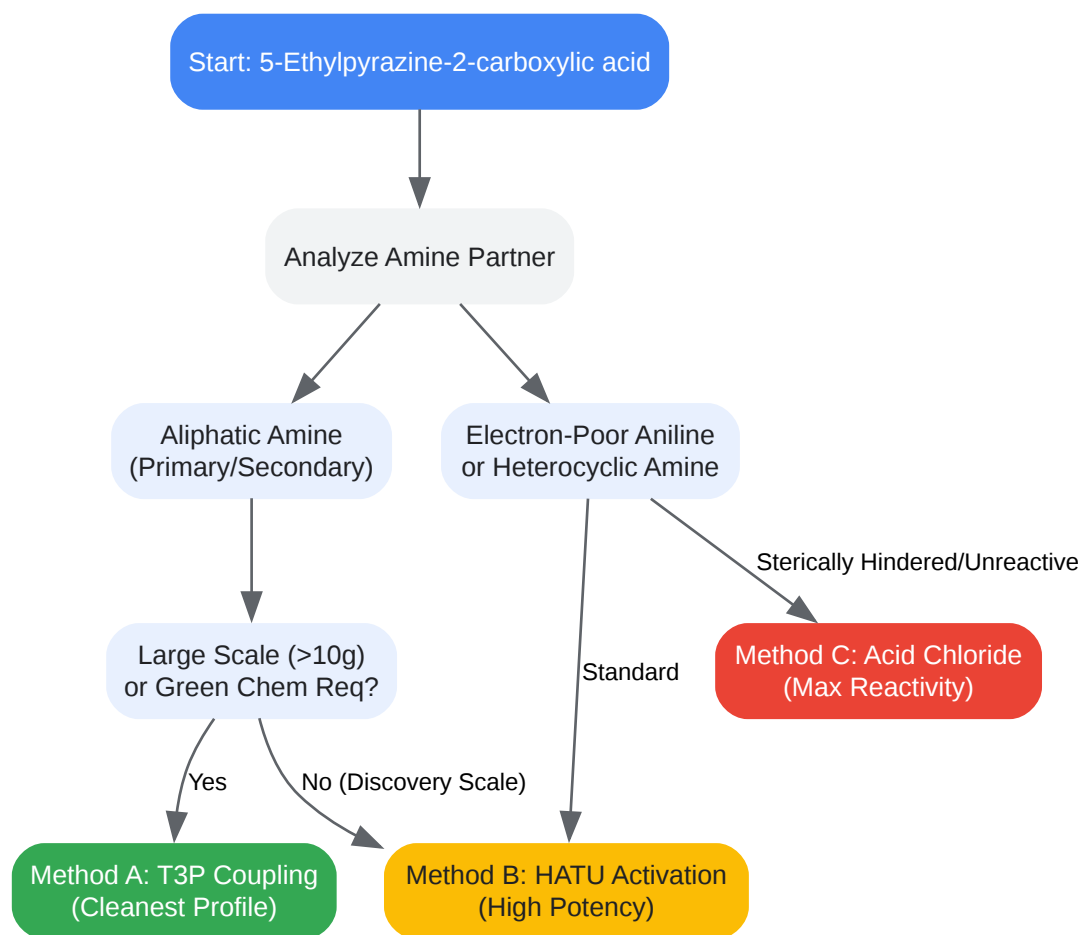 Start: 5-Ethylpyrazine-2-carboxylic acid
Analyze Amine Partner
Aliphatic Amine
(Primary/Secondary)
Electron-Poor Aniline
or Heterocyclic Amine
Sterically Hindered/Unreactive
Large Scale (>10g)
or Green Chem Req?
Standard
Method C: Acid Chloride
(Max Reactivity)
Yes
No (Discovery Scale)
Method A: T3P Coupling
(Cleanest Profile)
Method B: HATU Activation
(High Potency)